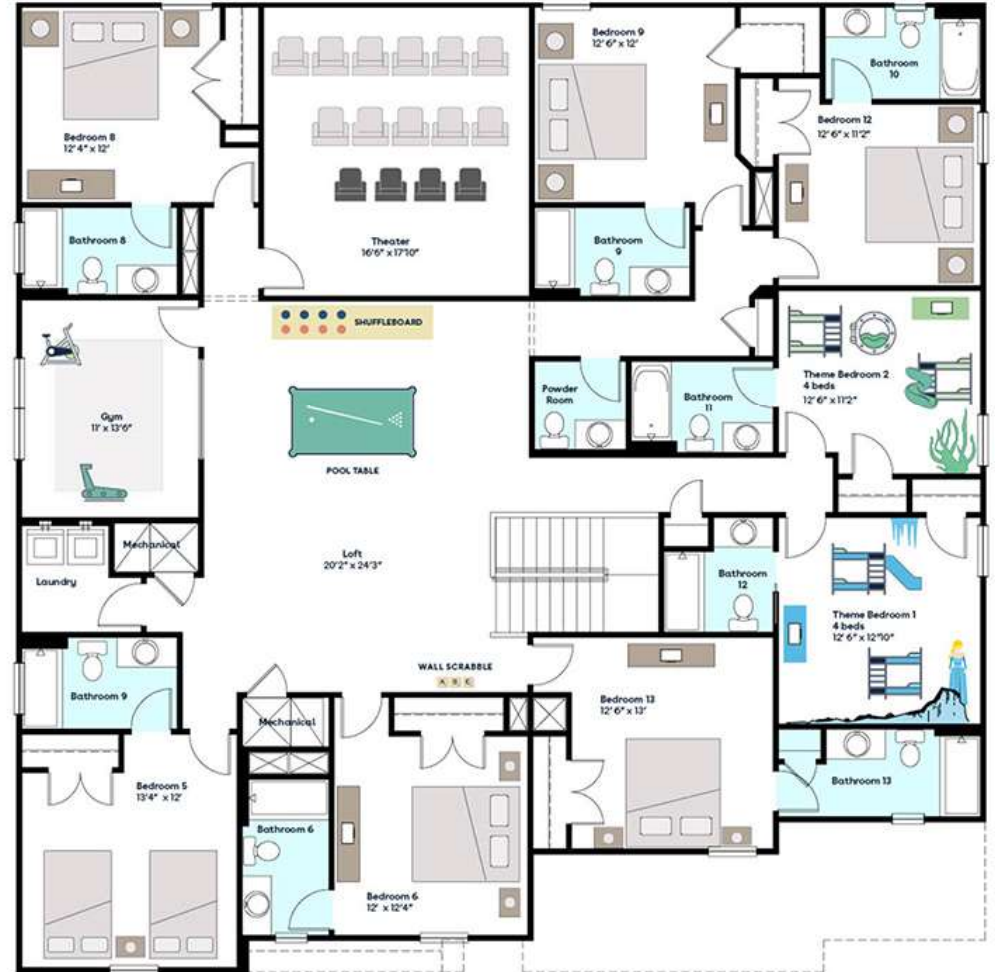 Bedroom 8
12' 4" x 12'
Bathroom 8
Theater
16'6" x 17'10"
Bedroom 9
12' 6" x 12'
Bathroom
9
Bathroom
10
Bedroom 12
12' 6" x 11'2"
SHUFFLEBOARD
Gym
11' x 13'6"
POOL TABLE
Powder
Room
Bathroom
11
Theme Bedroom 2
4 beds
12' 6" x 11'2"
Mechanical
Laundry
Loft
20'2" x 24'3"
Bathroom
12
Theme Bedroom 1
4 beds
12' 6" x 12'10"
Bathroom 9
WALL SCRABBLE
Mechanical
Bedroom 13
12' 6" x 13'
Bedroom 5
13'4" x 12'
Bathroom 6
Bedroom 6
12' x 12'4"
Bathroom 13